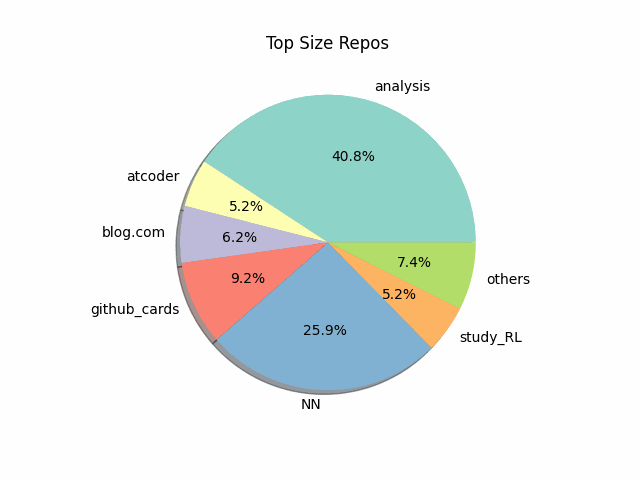 Top Size Repos
analysis
40.8%
atcoder
5.2%
blog.com
6.2%
github_cards
9.2%
NN
25.9%
study_RL
5.2%
others
7.4%